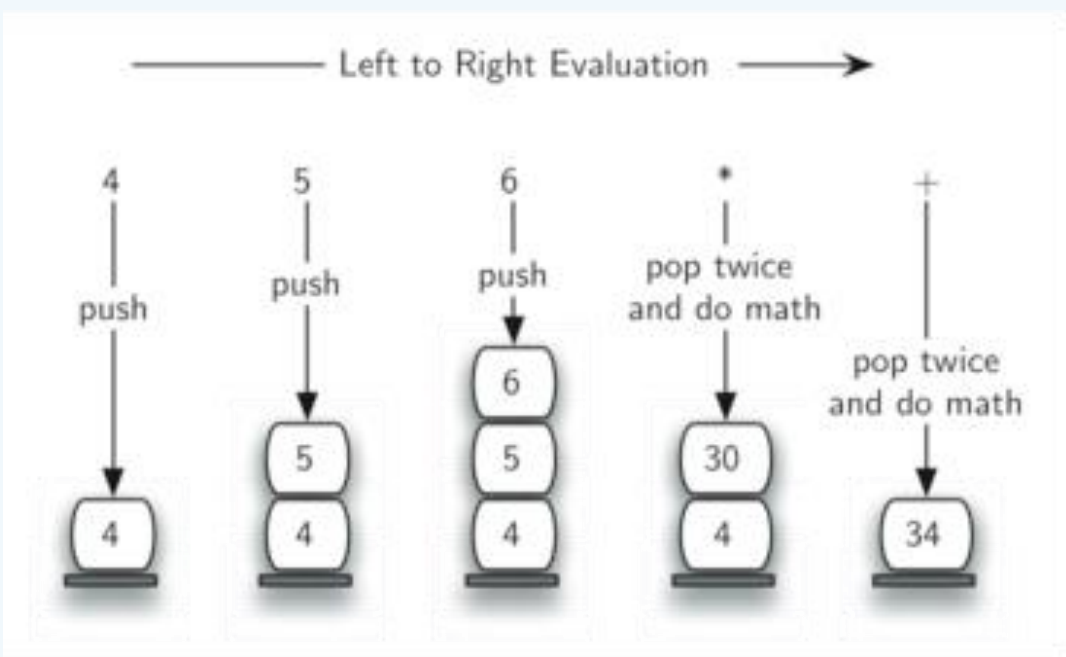 Left to Right Evaluation
4 5 6 * +
push
push
push
pop twice
and do math
pop twice
and do math
4
5
4
6
5
4
30
4
34